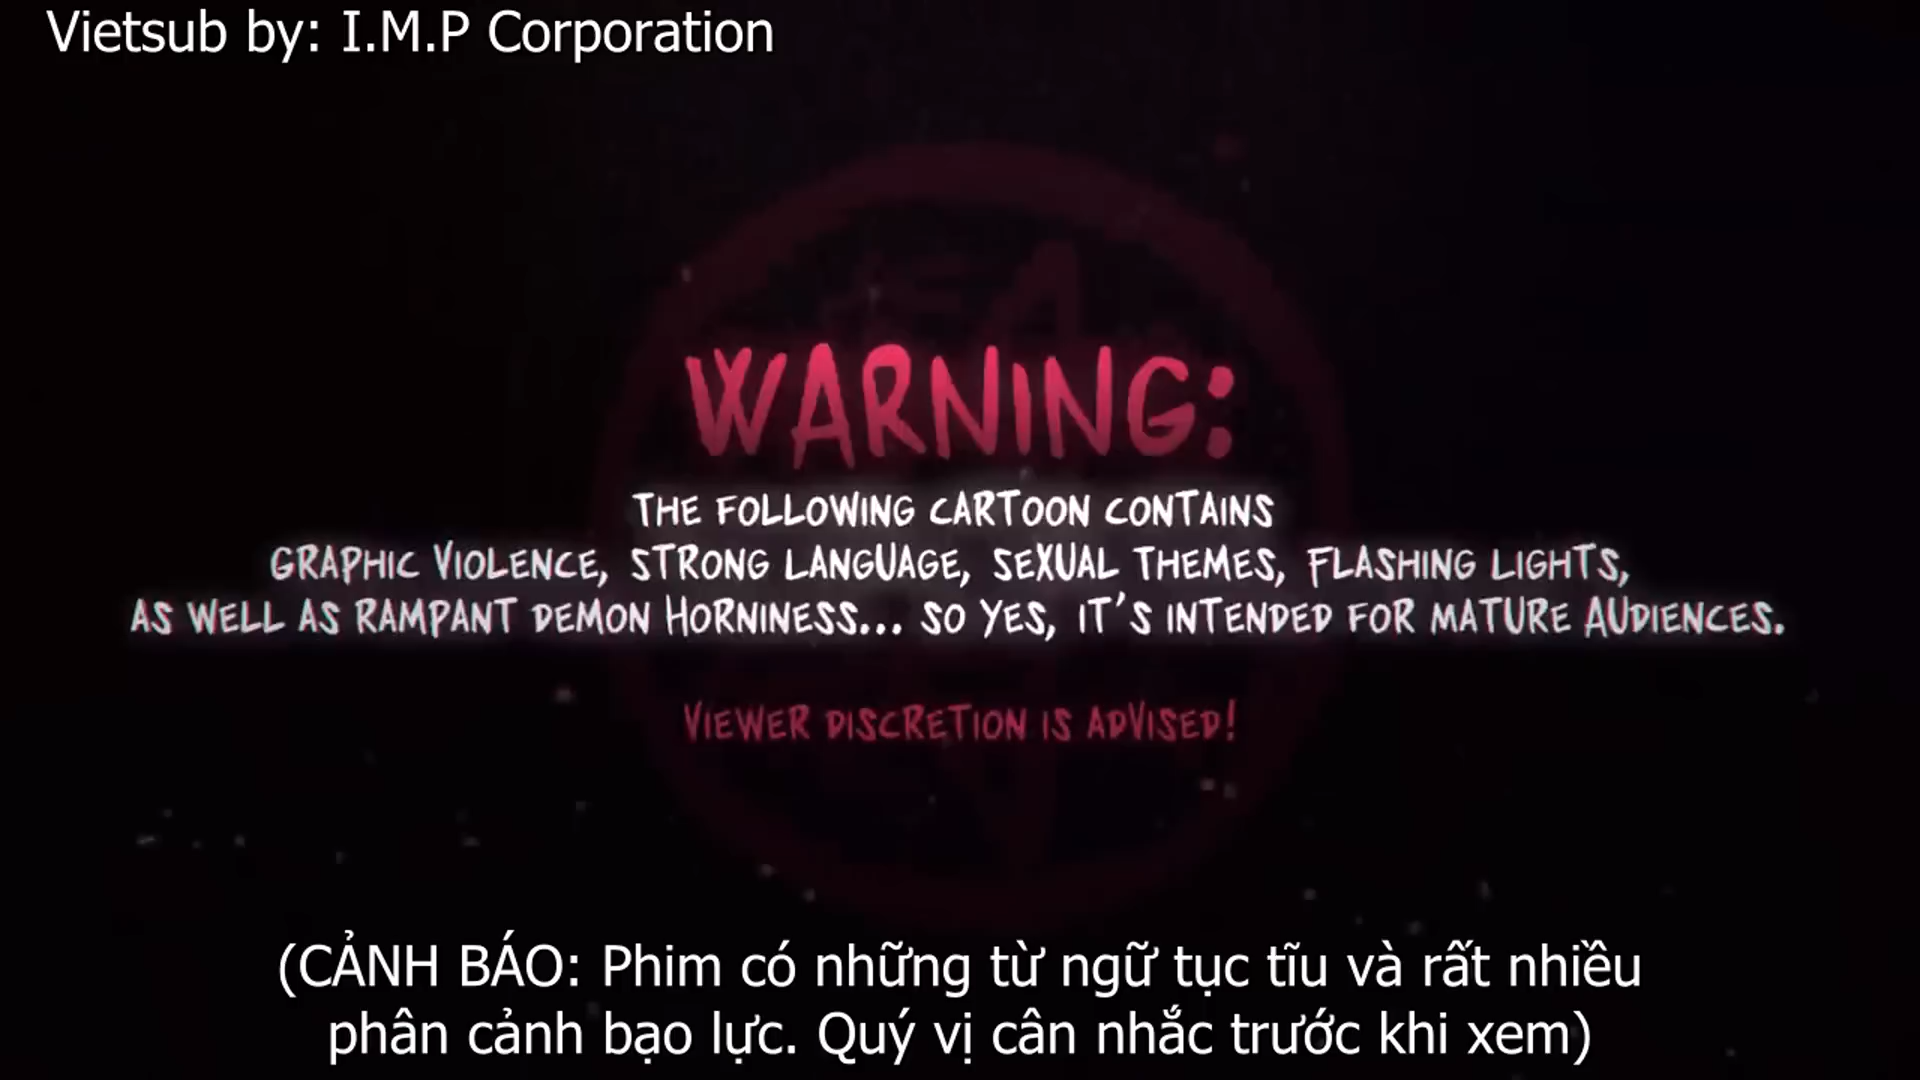 Vietsub by: I.M.P Corporation
WARNING:
THE FOLLOWING CARTOON CONTAINS
GRAPHIC VIOLENCE, STRONG LANGUAGE, SEXUAL THEMES, FLASHING LIGHTS,
AS WELL AS RAMPANT DEMON HORNINESS... SO YES, IT'S INTENDED FOR MATURE AUDIENCES.
VIEWER DISCRETION IS ADVISED!
(CẢNH BÁO: Phim có những từ ngữ tục tĩu và rất nhiều
phân cảnh bạo lực. Quý vị cân nhắc trước khi xem)